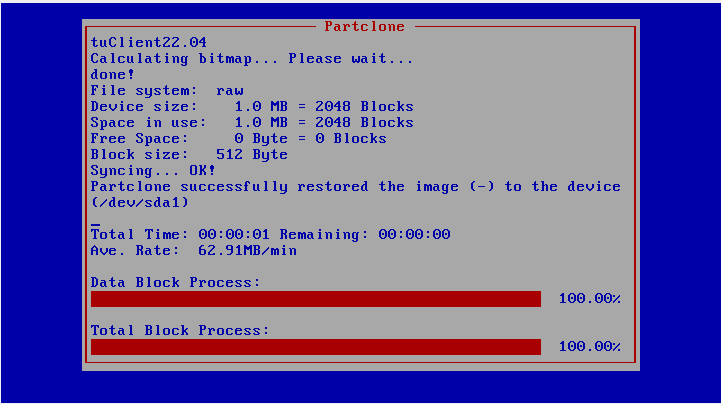 Partclone
tuClient22.04
Calculating bitmap... Please wait...
done!
File system:  raw
Device size:    1.0 MB = 2048 Blocks
Space in use:   1.0 MB = 2048 Blocks
Free Space:     0 Byte = 0 Blocks
Block size:   512 Byte
Syncing... OK!
Partclone successfully restored the image (-) to the device
(/dev/sda1)
Total Time: 00:00:01 Remaining: 00:00:00
Ave. Rate:  62.91MB/min
Data Block Process:
100.00%
Total Block Process:
100.00%